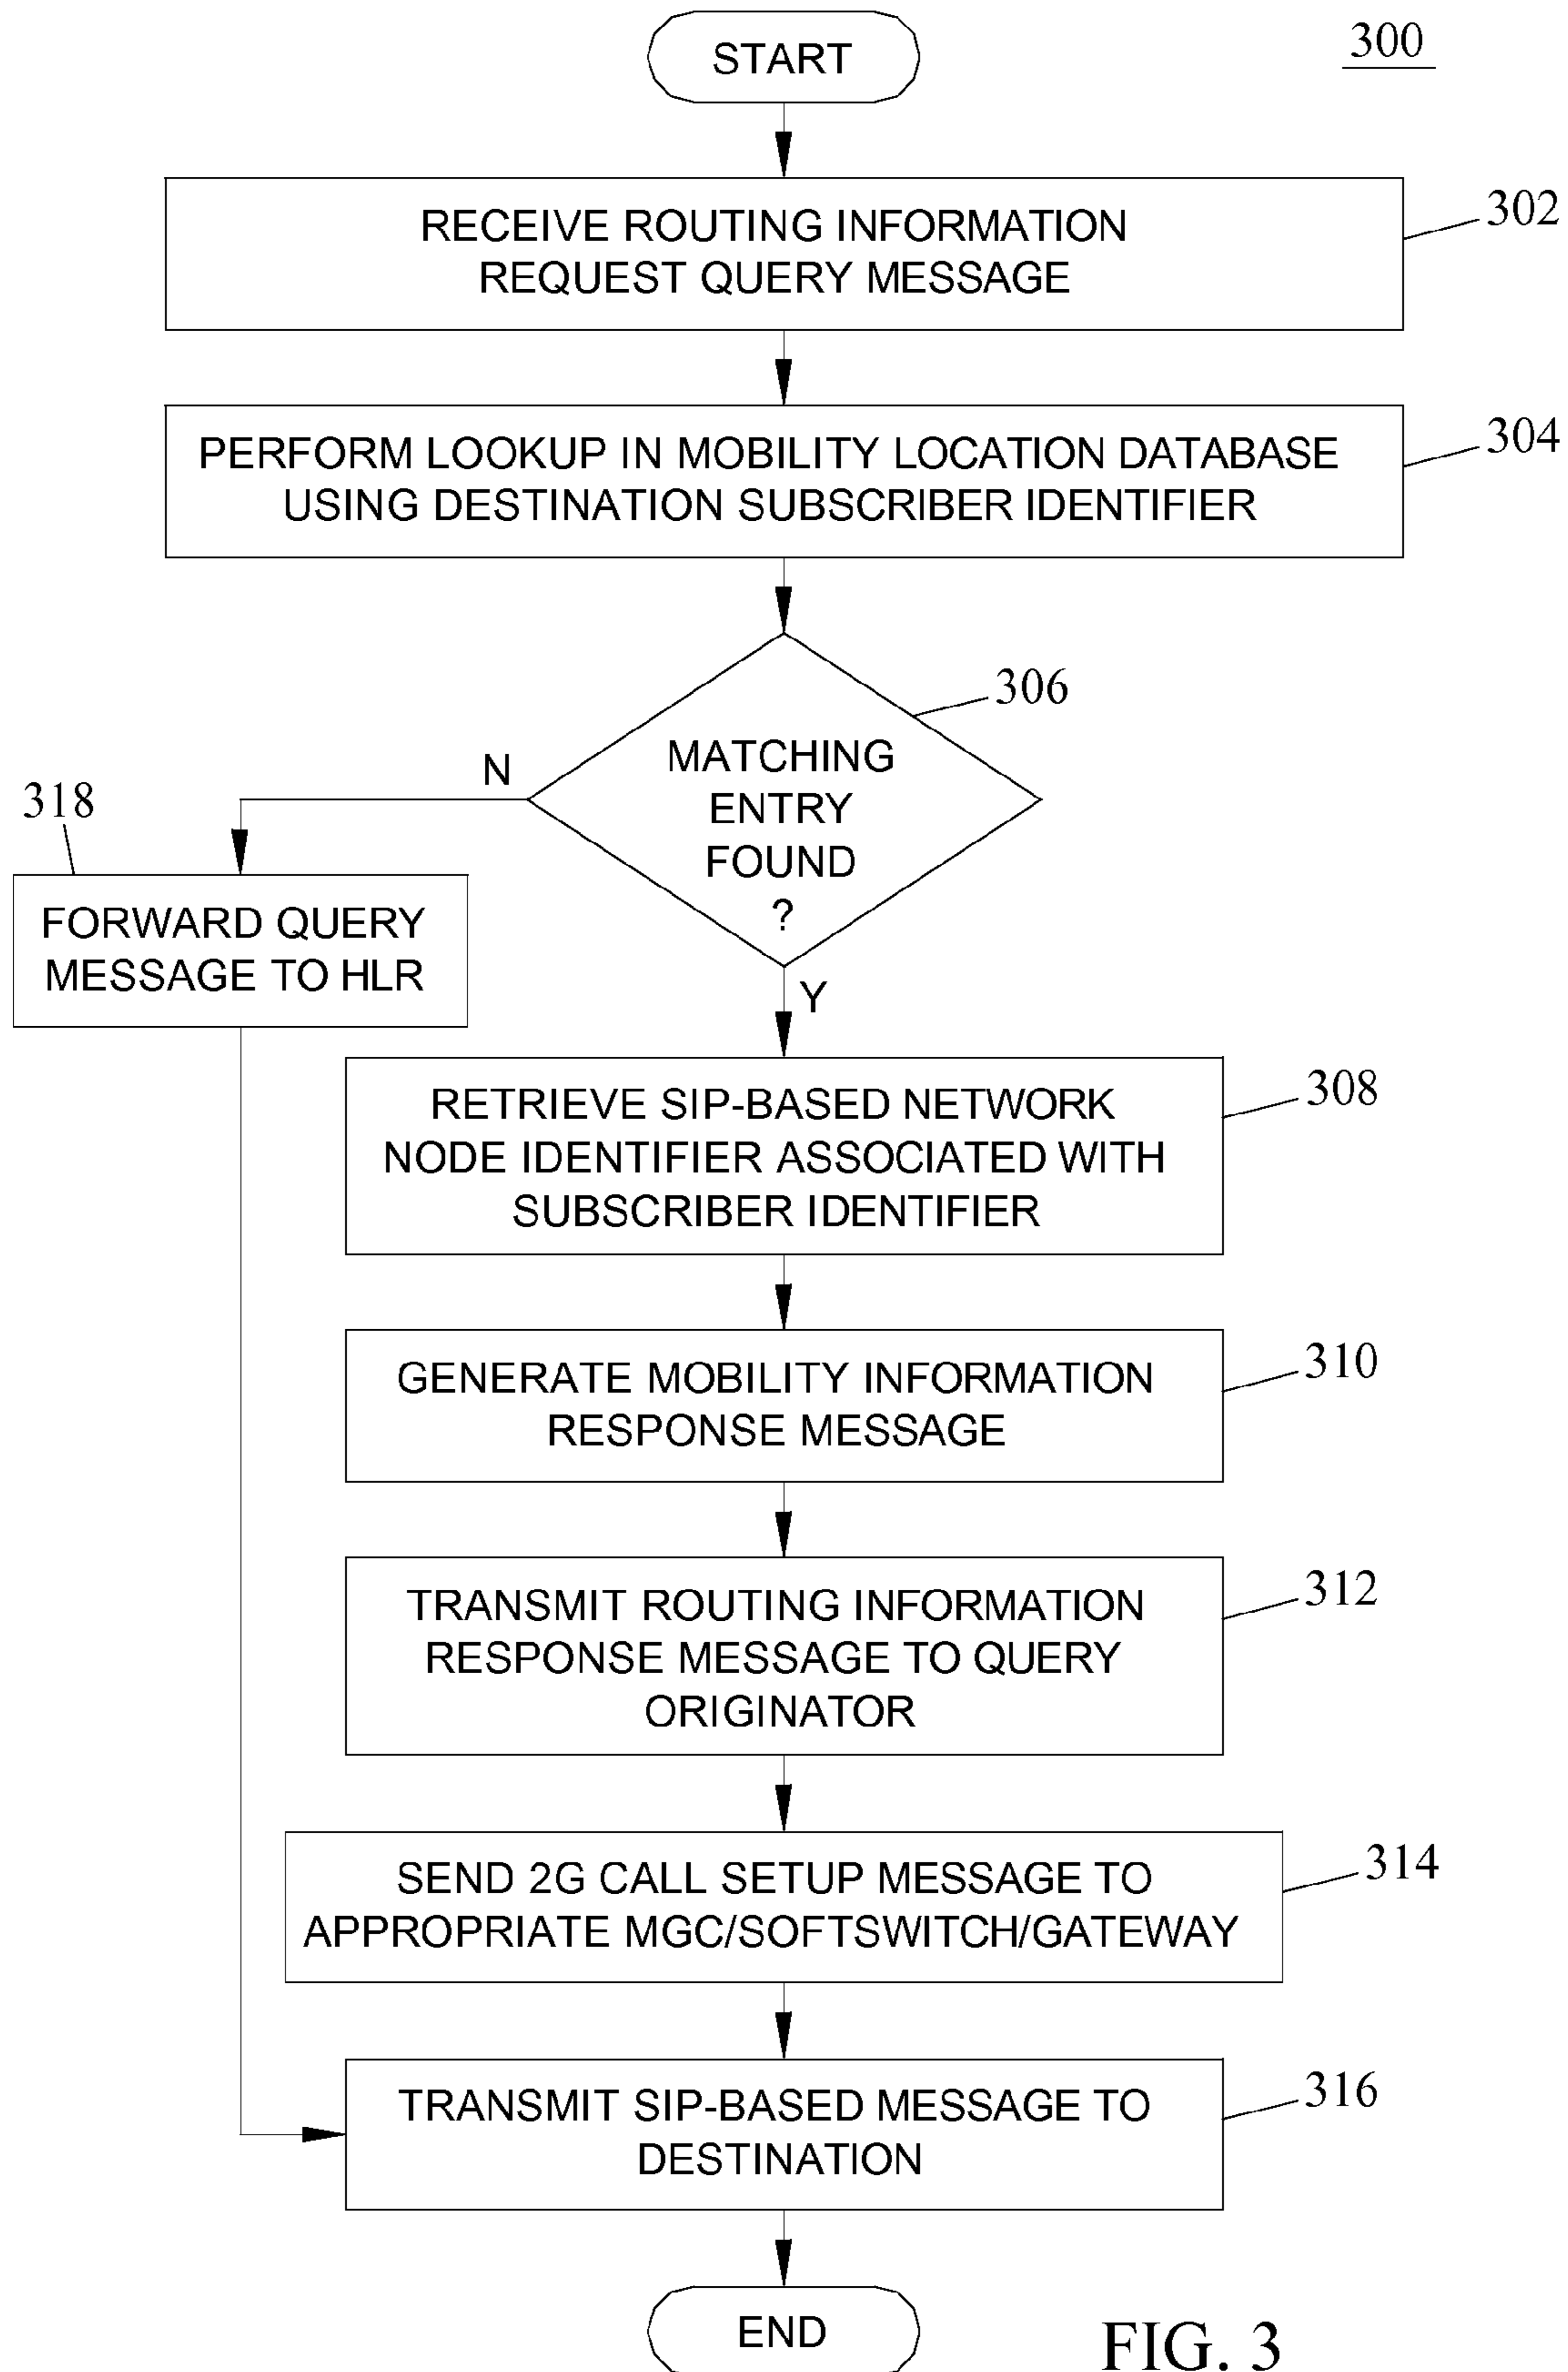 START
300
RECEIVE ROUTING INFORMATION
REQUEST QUERY MESSAGE
302
PERFORM LOOKUP IN MOBILITY LOCATION DATABASE
USING DESTINATION SUBSCRIBER IDENTIFIER
304
MATCHING
ENTRY
FOUND
?
306
N
318
FORWARD QUERY
MESSAGE TO HLR
Y
RETRIEVE SIP-BASED NETWORK
NODE IDENTIFIER ASSOCIATED WITH
SUBSCRIBER IDENTIFIER
308
GENERATE MOBILITY INFORMATION
RESPONSE MESSAGE
310
TRANSMIT ROUTING INFORMATION
RESPONSE MESSAGE TO QUERY
ORIGINATOR
312
SEND 2G CALL SETUP MESSAGE TO
APPROPRIATE MGC/SOFTSWITCH/GATEWAY
314
TRANSMIT SIP-BASED MESSAGE TO
DESTINATION
316
END
FIG. 3